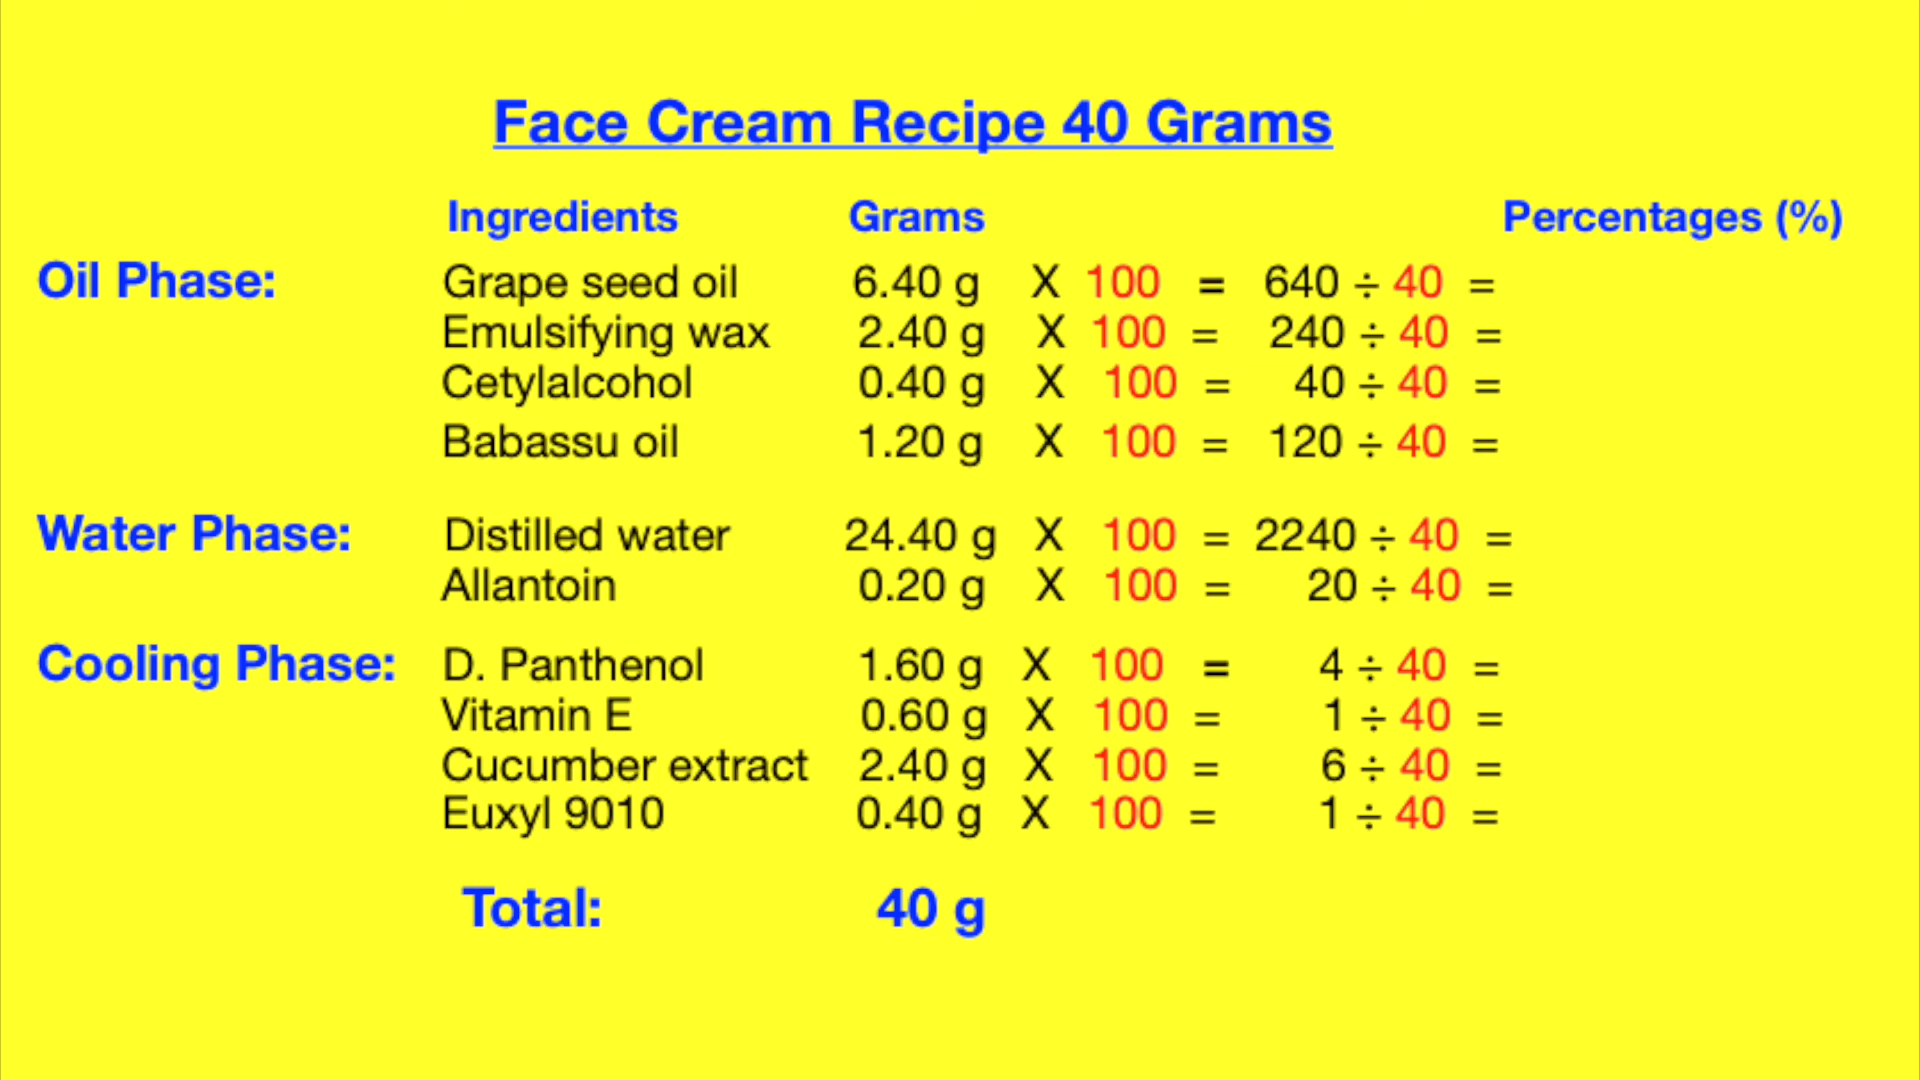 Face Cream Recipe 40 Grams
Ingredients Grams Percentages (%)
Oil Phase: Grape seed oil 6.40 g X 100 = 640 ÷ 40 =
Emulsifying wax 2.40 g X 100 = 240 ÷ 40 =
Cetylalcohol 0.40 g X 100 = 40 ÷ 40 =
Babassu oil 1.20 g X 100 = 120 ÷ 40 =
Water Phase: Distilled water 24.40 g X 100 = 2240 ÷ 40 =
Allantoin 0.20 g X 100 = 20 ÷ 40 =
Cooling Phase: D. Panthenol 1.60 g X 100 = 4 ÷ 40 =
Vitamin E 0.60 g X 100 = 1 ÷ 40 =
Cucumber extract 2.40 g X 100 = 6 ÷ 40 =
Euxyl 9010 0.40 g X 100 = 1 ÷ 40 =
Total: 40 g